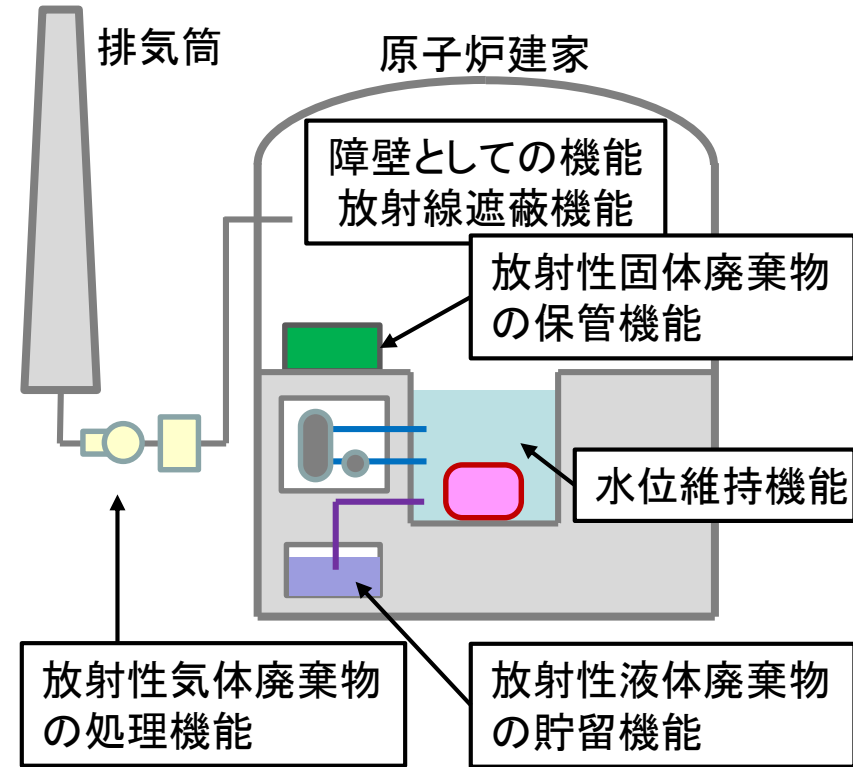 排気筒
原子炉建家
障壁としての機能
放射線遮蔽機能
放射性固体廃棄物
の保管機能
水位維持機能
放射性気体廃棄物
の処理機能
放射性液体廃棄物
の貯留機能